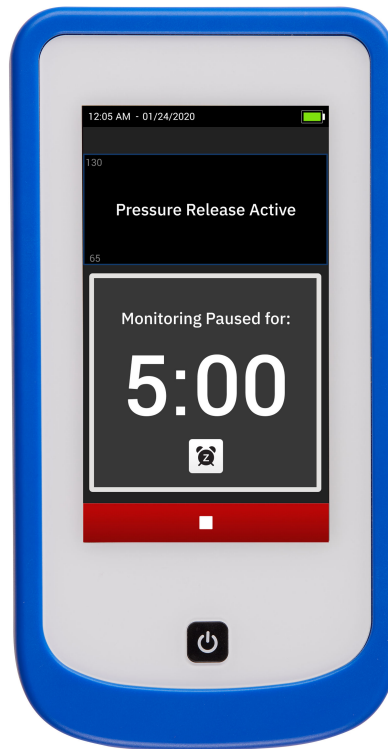 12:05 AM - 01/24/2020
130
Pressure Release Active
65
Monitoring Paused for:
5:00
Z